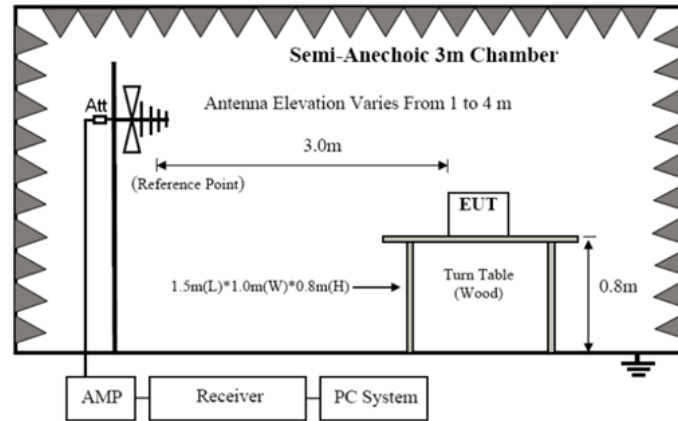 Semi-Anechoic 3m Chamber
Att
Antenna Elevation Varies From 1 to 4 m
3.0m
(Reference Point)
EUT
1.5m(L)*1.0m(W)*0.8m(H)
Turn Table
(Wood)
0.8m
AMP
Receiver
PC System